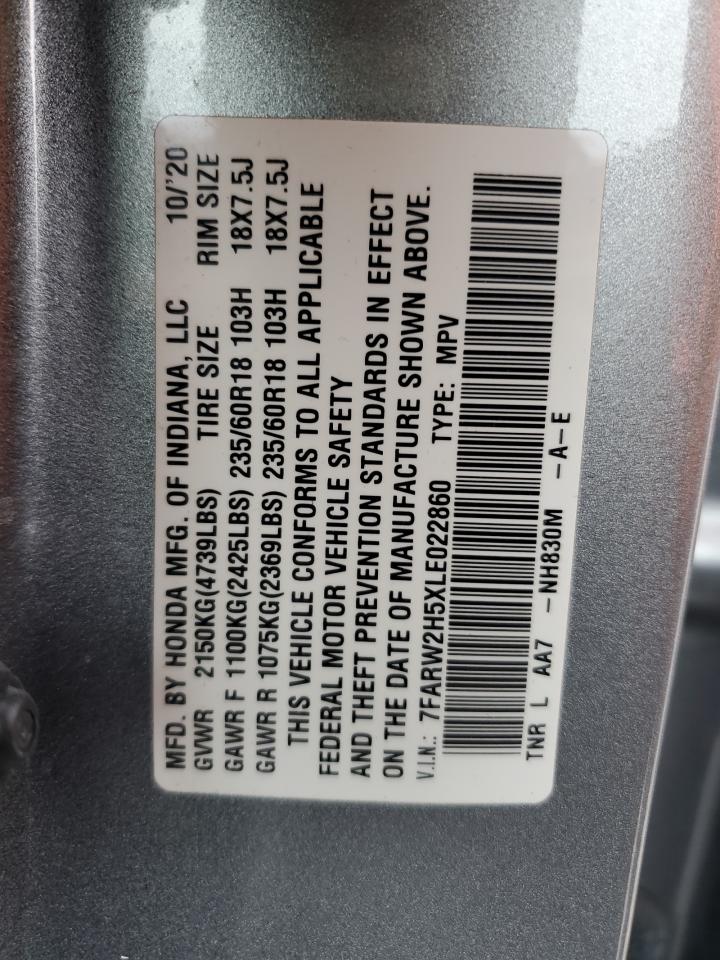 MFD. BY HONDA MFG. OF INDIANA, LLC 10/'20
GVWR 2150KG(4739LBS) TIRE SIZE RIM SIZE
GAWR F 1100KG(2425LBS) 235/60R18 103H 18X7.5J
GAWR R 1075KG(2369LBS) 235/60R18 103H 18X7.5J
THIS VEHICLE CONFORMS TO ALL APPLICABLE
FEDERAL MOTOR VEHICLE SAFETY
AND THEFT PREVENTION STANDARDS IN EFFECT
ON THE DATE OF MANUFACTURE SHOWN ABOVE.
V.I.N.: 7FARW2H5XLE022860 TYPE: MPV
TNR L AA7 -NH830M -A-E